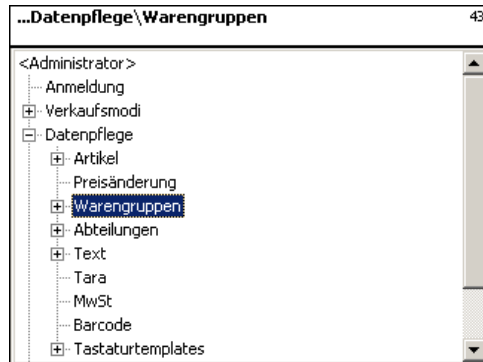 ...Datenpflege\Warengruppen 43
<Administrator>
Anmeldung
Verkaufsmodi
Datenpflege
Artikel
Preisänderung
Warengruppen
Abteilungen
Text
Tara
MwSt
Barcode
Tastaturtemplates